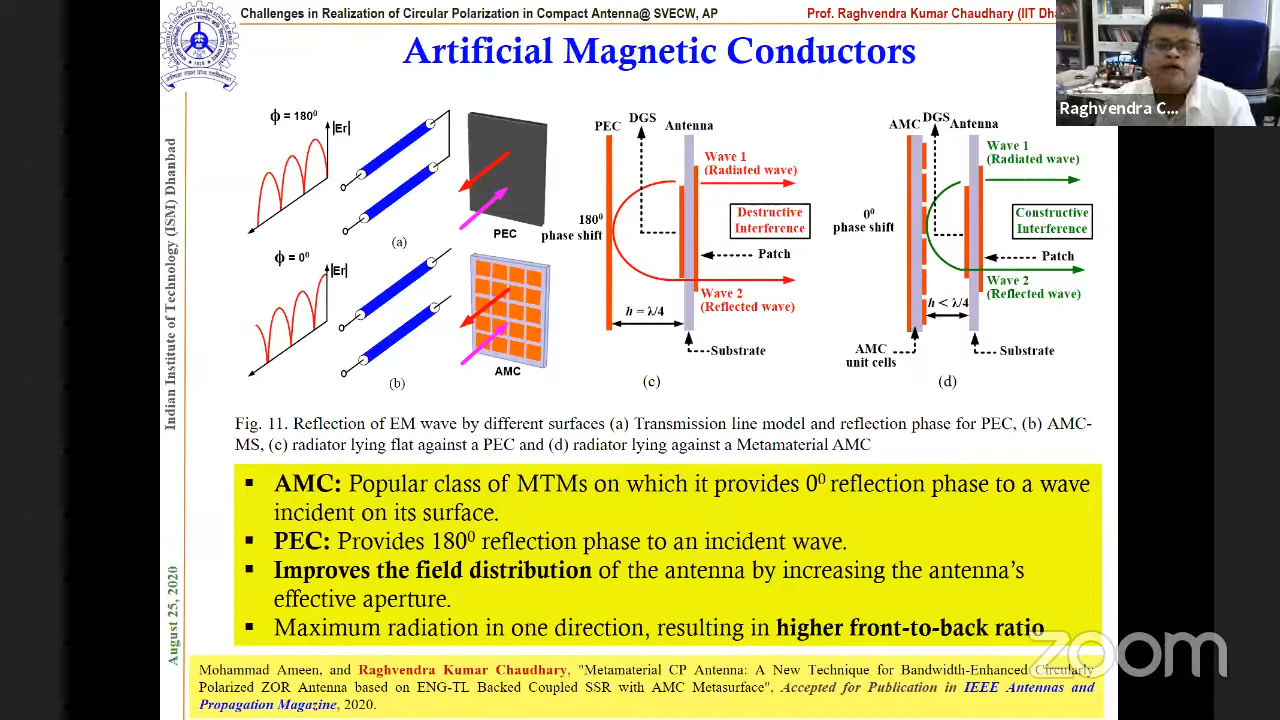 Challenges in Realization of Circular Polarization in Compact Antenna@ SVECW, AP
Prof. Raghvendra Kumar Chaudhary (IIT Dha
Artificial Magnetic Conductors
Raghvendra C...
Indian Institute of Technology (ISM) Dhanbad
August 25, 2020
ϕ = 180⁰
|Er|
PEC
(a)
ϕ = 0⁰
|Er|
AMC
(b)
PEC
DGS
Antenna
Wave 1
(Radiated wave)
180⁰
phase shift
Destructive
Interference
Patch
Wave 2
(Reflected wave)
h = λ/4
Substrate
(c)
AMC
DGS
Antenna
Wave 1
(Radiated wave)
0⁰
phase shift
Constructive
Interference
Patch
Wave 2
(Reflected wave)
h < λ/4
AMC
unit cells
Substrate
(d)
Fig. 11. Reflection of EM wave by different surfaces (a) Transmission line model and reflection phase for PEC, (b) AMC-
MS, (c) radiator lying flat against a PEC and (d) radiator lying against a Metamaterial AMC
▪ AMC: Popular class of MTMs on which it provides 0⁰ reflection phase to a wave
incident on its surface.
▪ PEC: Provides 180⁰ reflection phase to an incident wave.
▪ Improves the field distribution of the antenna by increasing the antenna's
effective aperture.
▪ Maximum radiation in one direction, resulting in higher front-to-back ratio
zoom
Mohammad Ameen, and Raghvendra Kumar Chaudhary, "Metamaterial CP Antenna: A New Technique for Bandwidth-Enhanced Circularly
Polarized ZOR Antenna based on ENG-TL Backed Coupled SSR with AMC Metasurface", Accepted for Publication in IEEE Antennas and
Propagation Magazine, 2020.